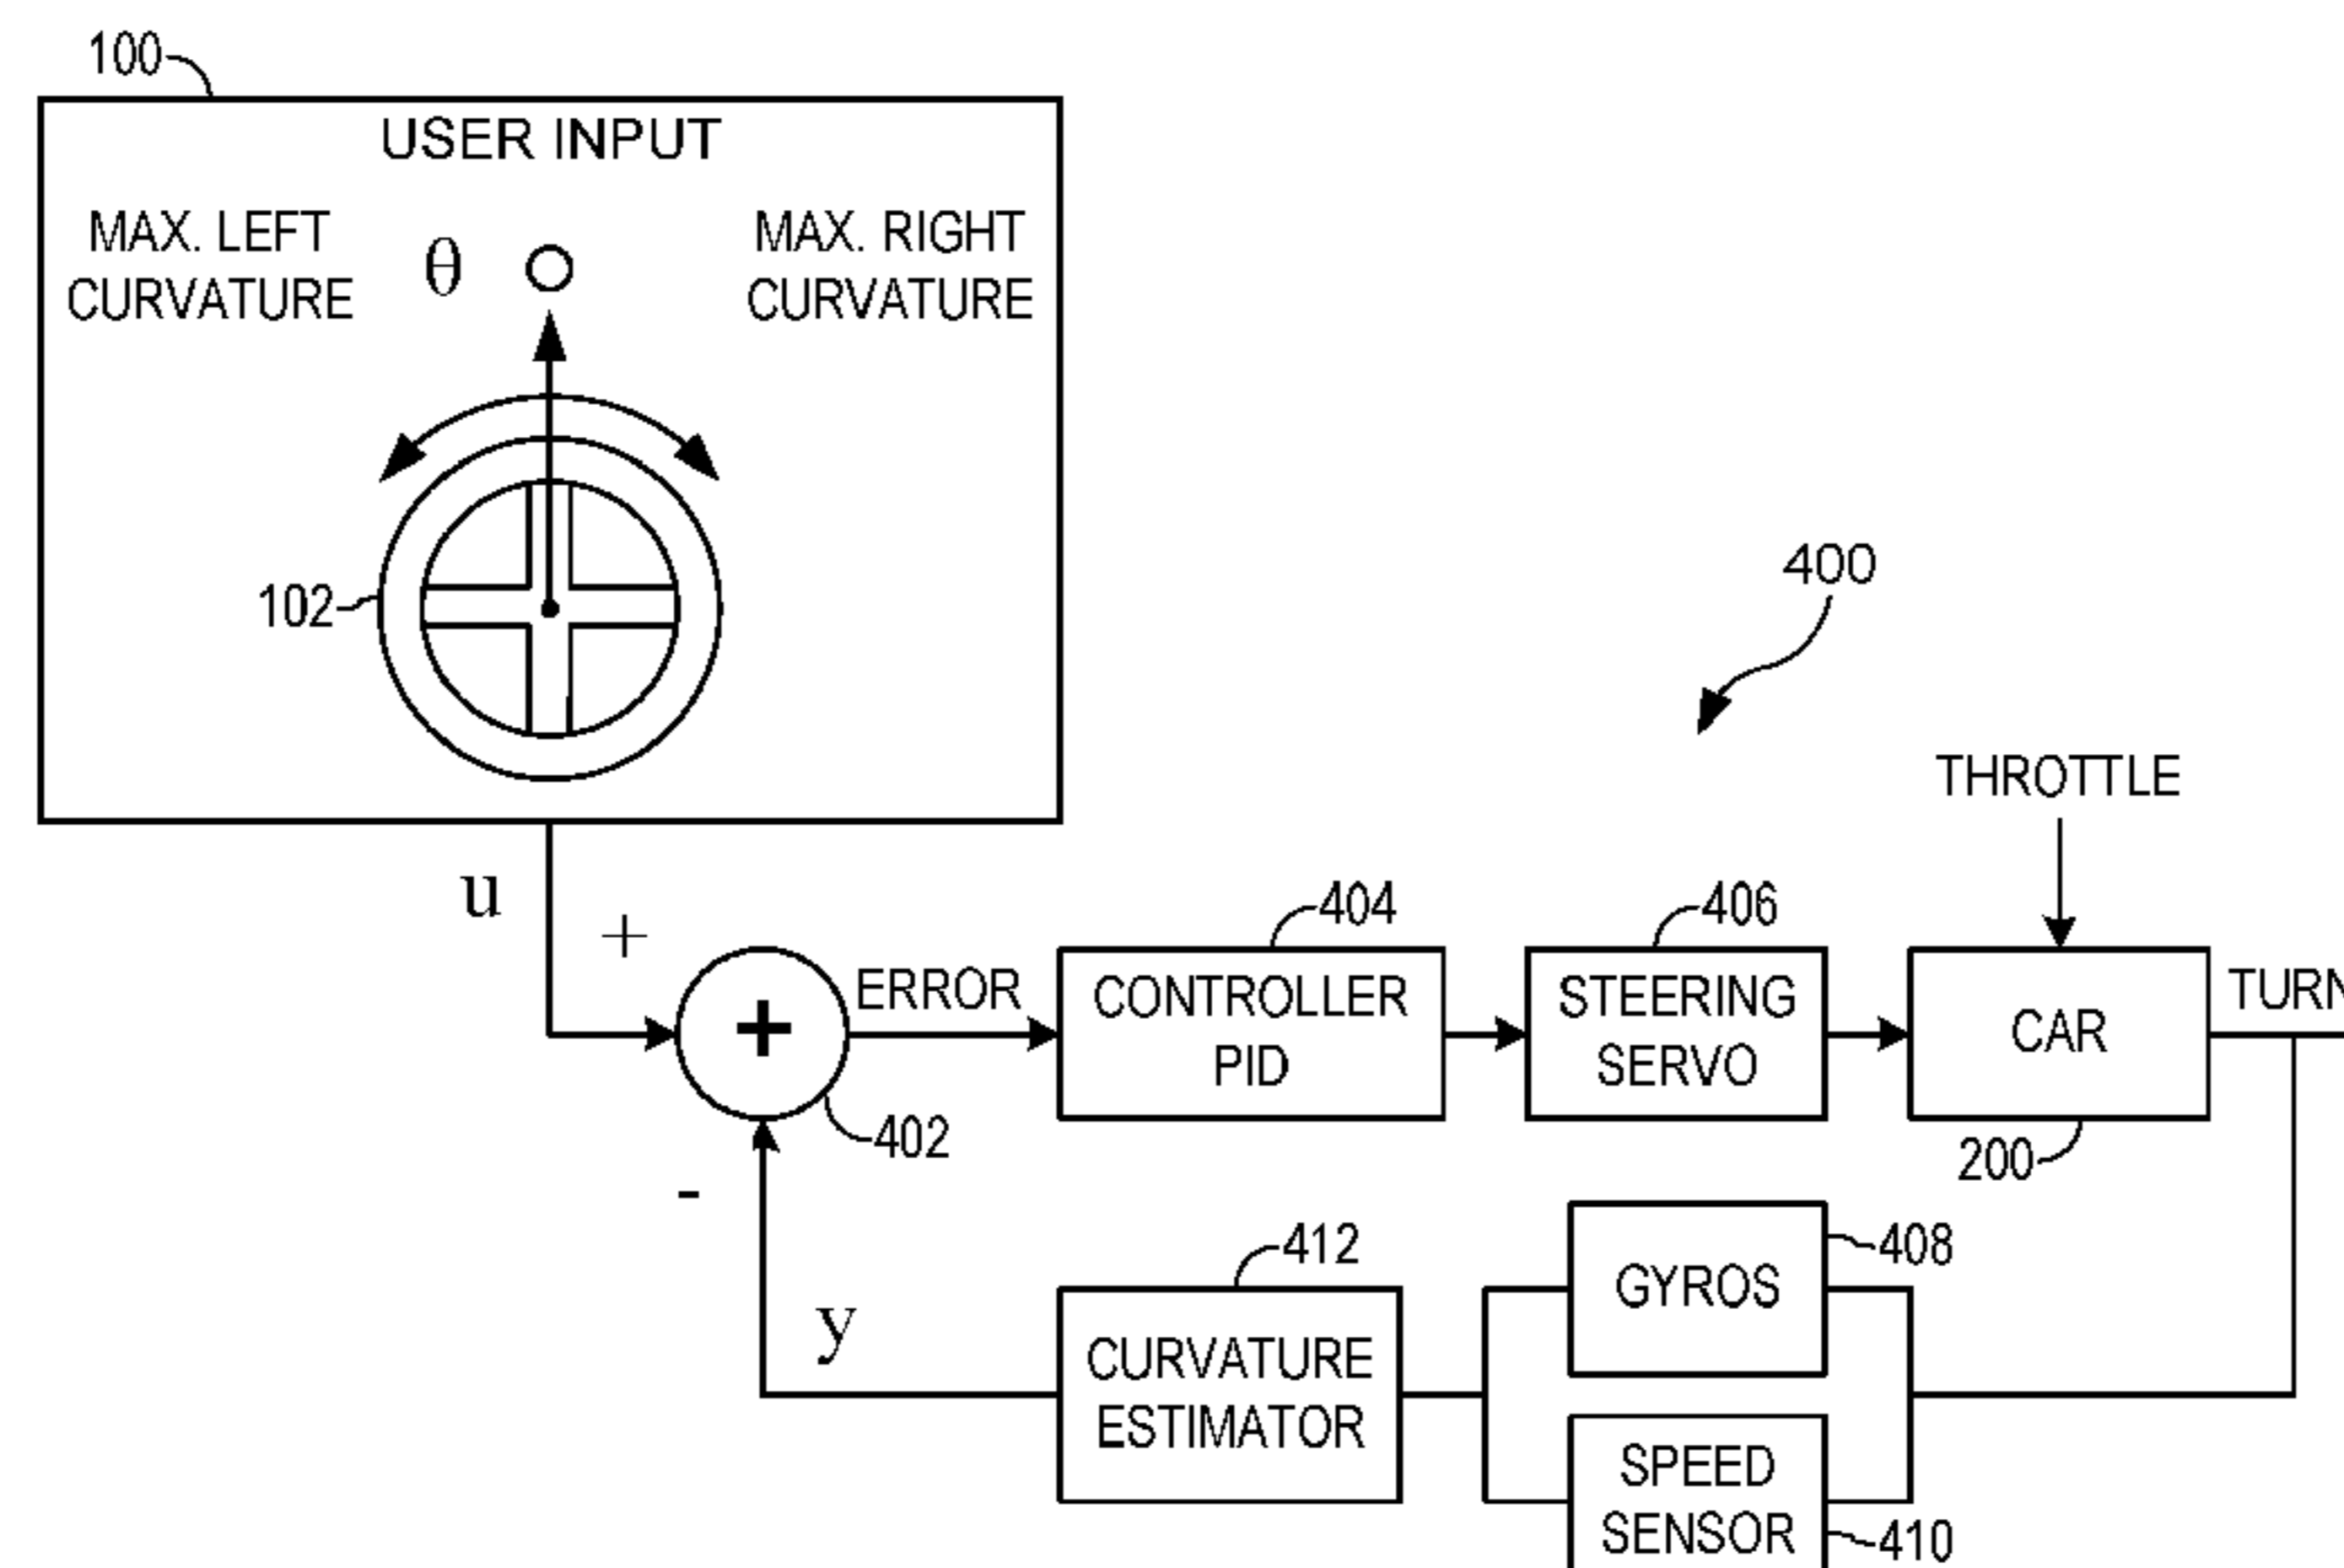 100
USER INPUT
MAX. LEFT
CURVATURE
θ
MAX. RIGHT
CURVATURE
102
400
THROTTLE
u
+
+
ERROR
402
404
CONTROLLER
PID
406
STEERING
SERVO
CAR
200
TURN
-
y
412
CURVATURE
ESTIMATOR
408
GYROS
SPEED
SENSOR
410